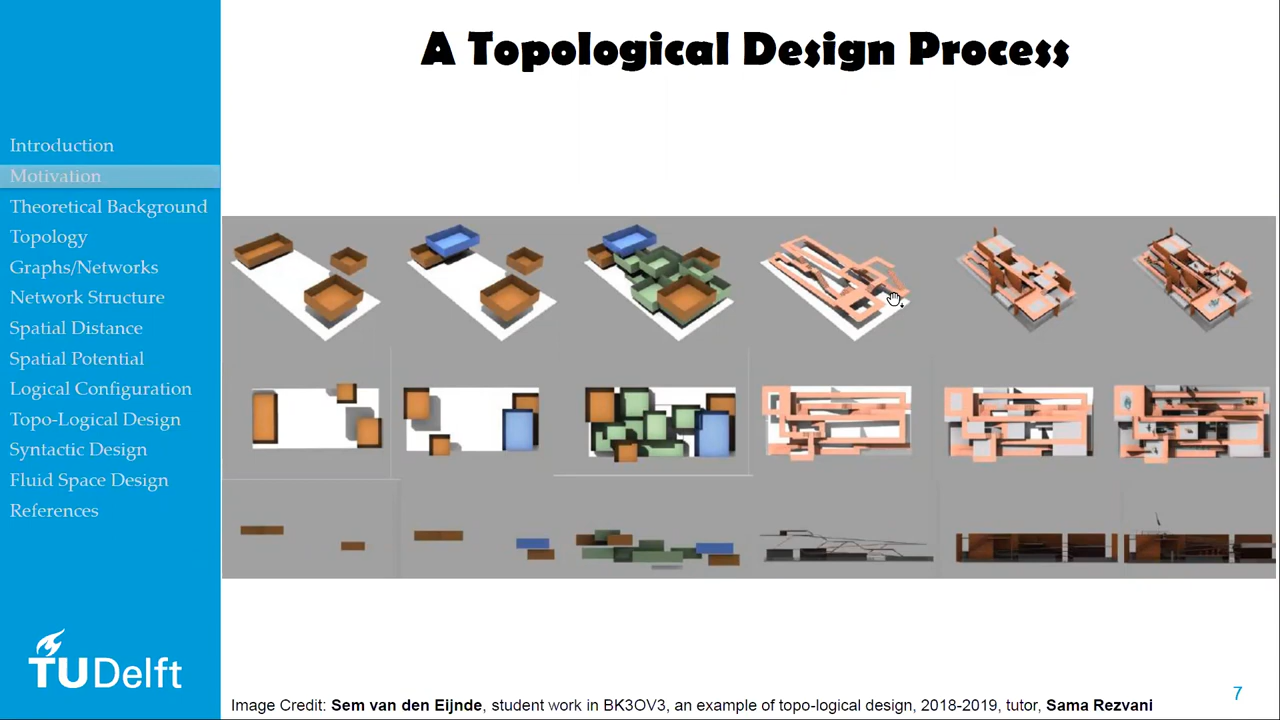 A Topological Design Process
Introduction
Motivation
Theoretical Background
Topology
Graphs/Networks
Network Structure
Spatial Distance
Spatial Potential
Logical Configuration
Topo-Logical Design
Syntactic Design
Fluid Space Design
References
TUDelft
Image Credit: Sem van den Eijnde, student work in BK3OV3, an example of topo-logical design, 2018-2019, tutor, Sama Rezvani
7